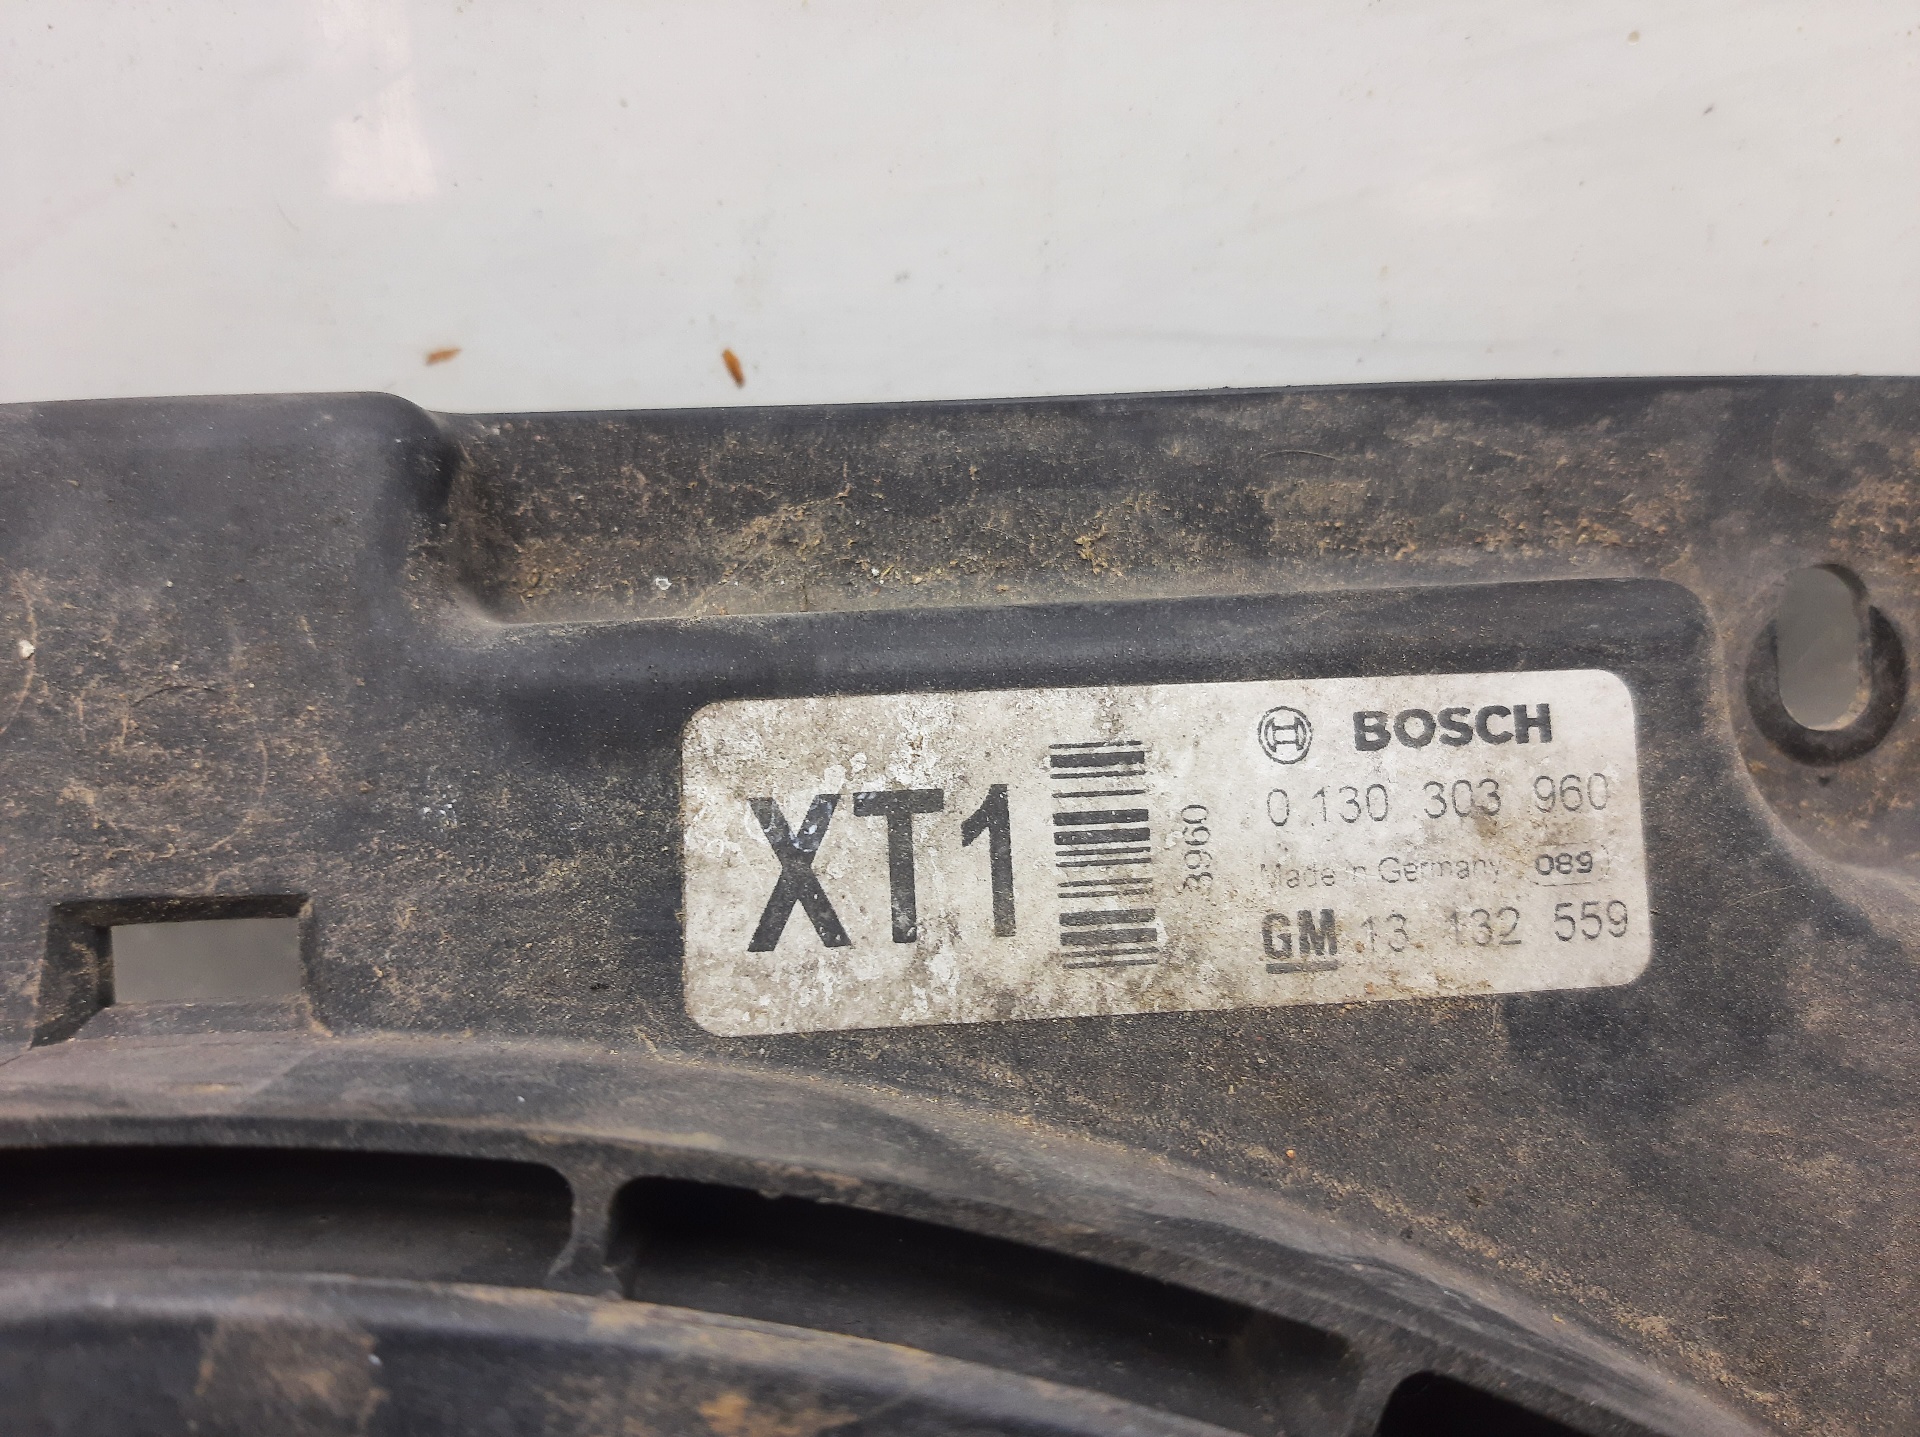 XT1
3960
BOSCH
0 130 303 960
Made in Germany 089
GM 13 132 559